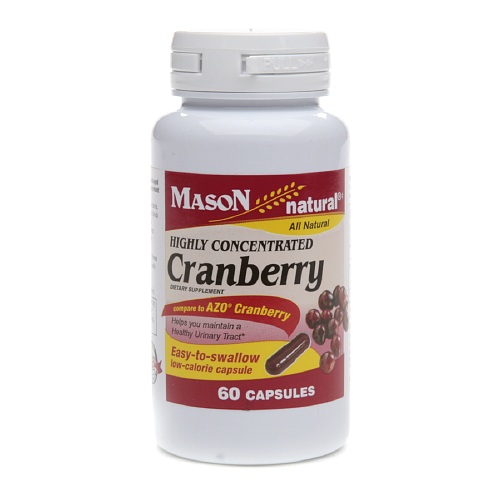 PULL
MASON natural®
All Natural
HIGHLY CONCENTRATED
Cranberry
DIETARY SUPPLEMENT
compare to AZO® Cranberry
Helps you maintain a
Healthy Urinary Tract*
Easy-to-swallow
low-calorie capsule
60 CAPSULES